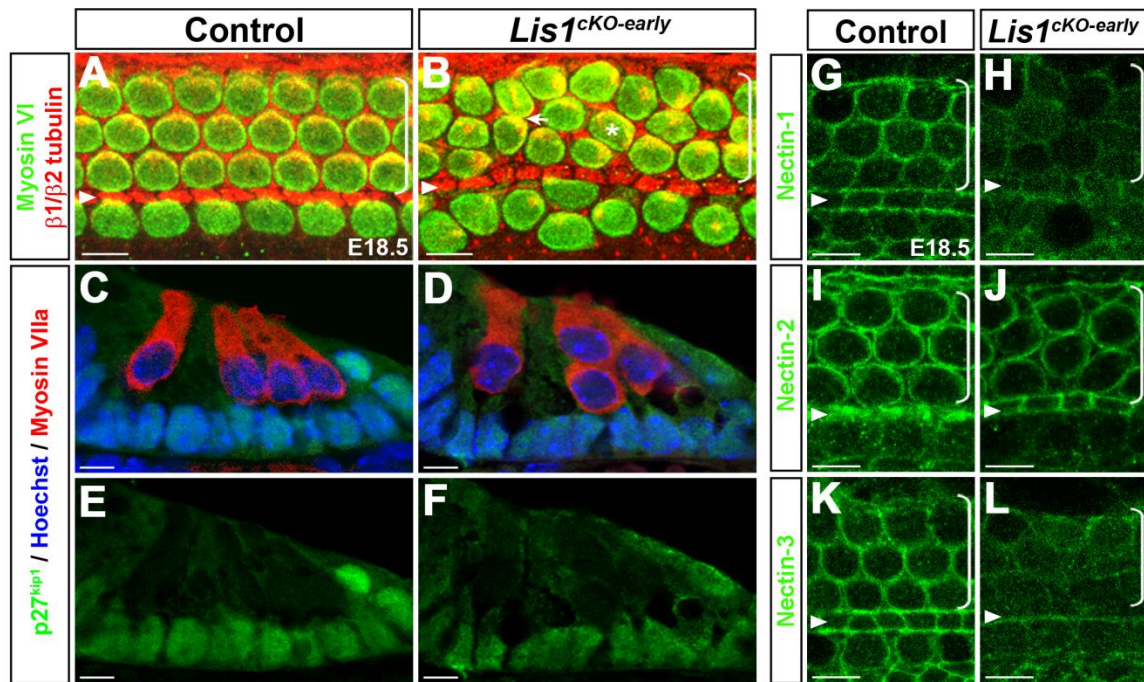 Control
Lis1cKO-early
Control
Lis1cKO-early
Myosin VI
β1/β2 tubulin
A
E18.5
B
*
Nectin-1
G
E18.5
H
p27kip1 / Hoechst / Myosin VIIa
C
D
Nectin-2
I
J
E
F
Nectin-3
K
L